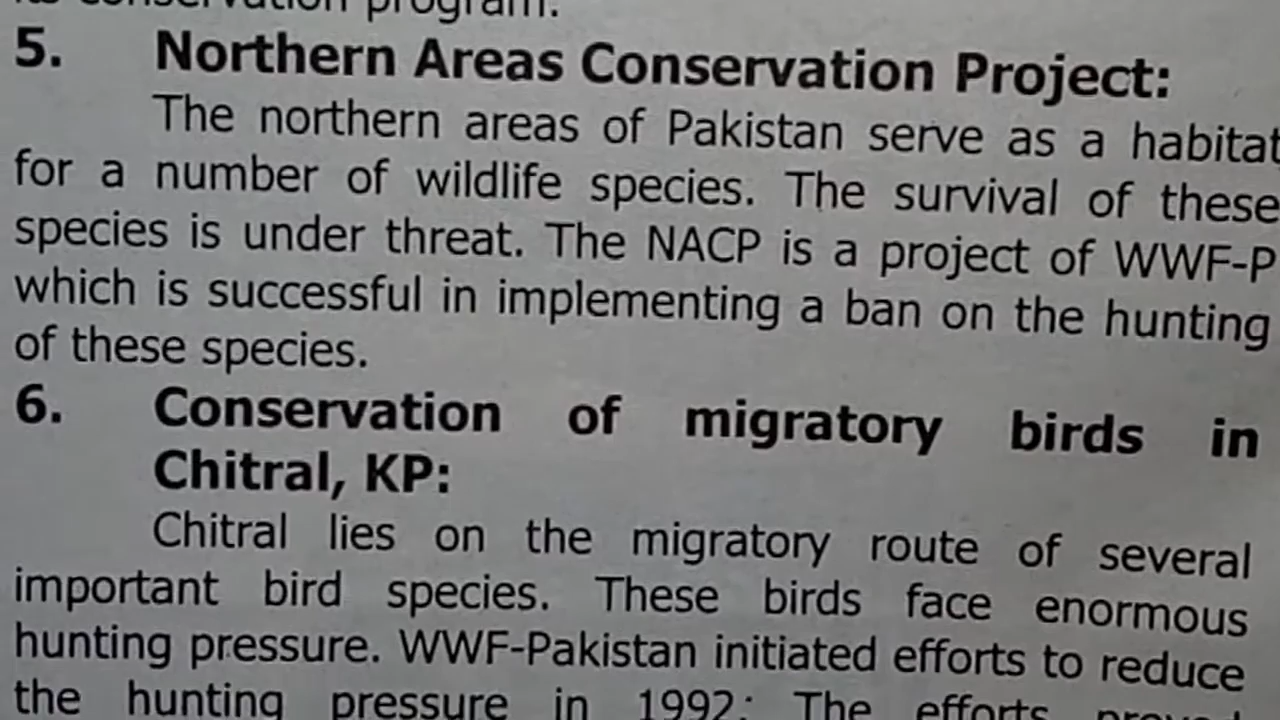 its conservation program.
5. Northern Areas Conservation Project:
The northern areas of Pakistan serve as a habitat
for a number of wildlife species. The survival of these
species is under threat. The NACP is a project of WWF-P
which is successful in implementing a ban on the hunting
of these species.
6. Conservation of migratory birds in
Chitral, KP:
Chitral lies on the migratory route of several
important bird species. These birds face enormous
hunting pressure. WWF-Pakistan initiated efforts to reduce
the hunting pressure in 1992: The efforts proved